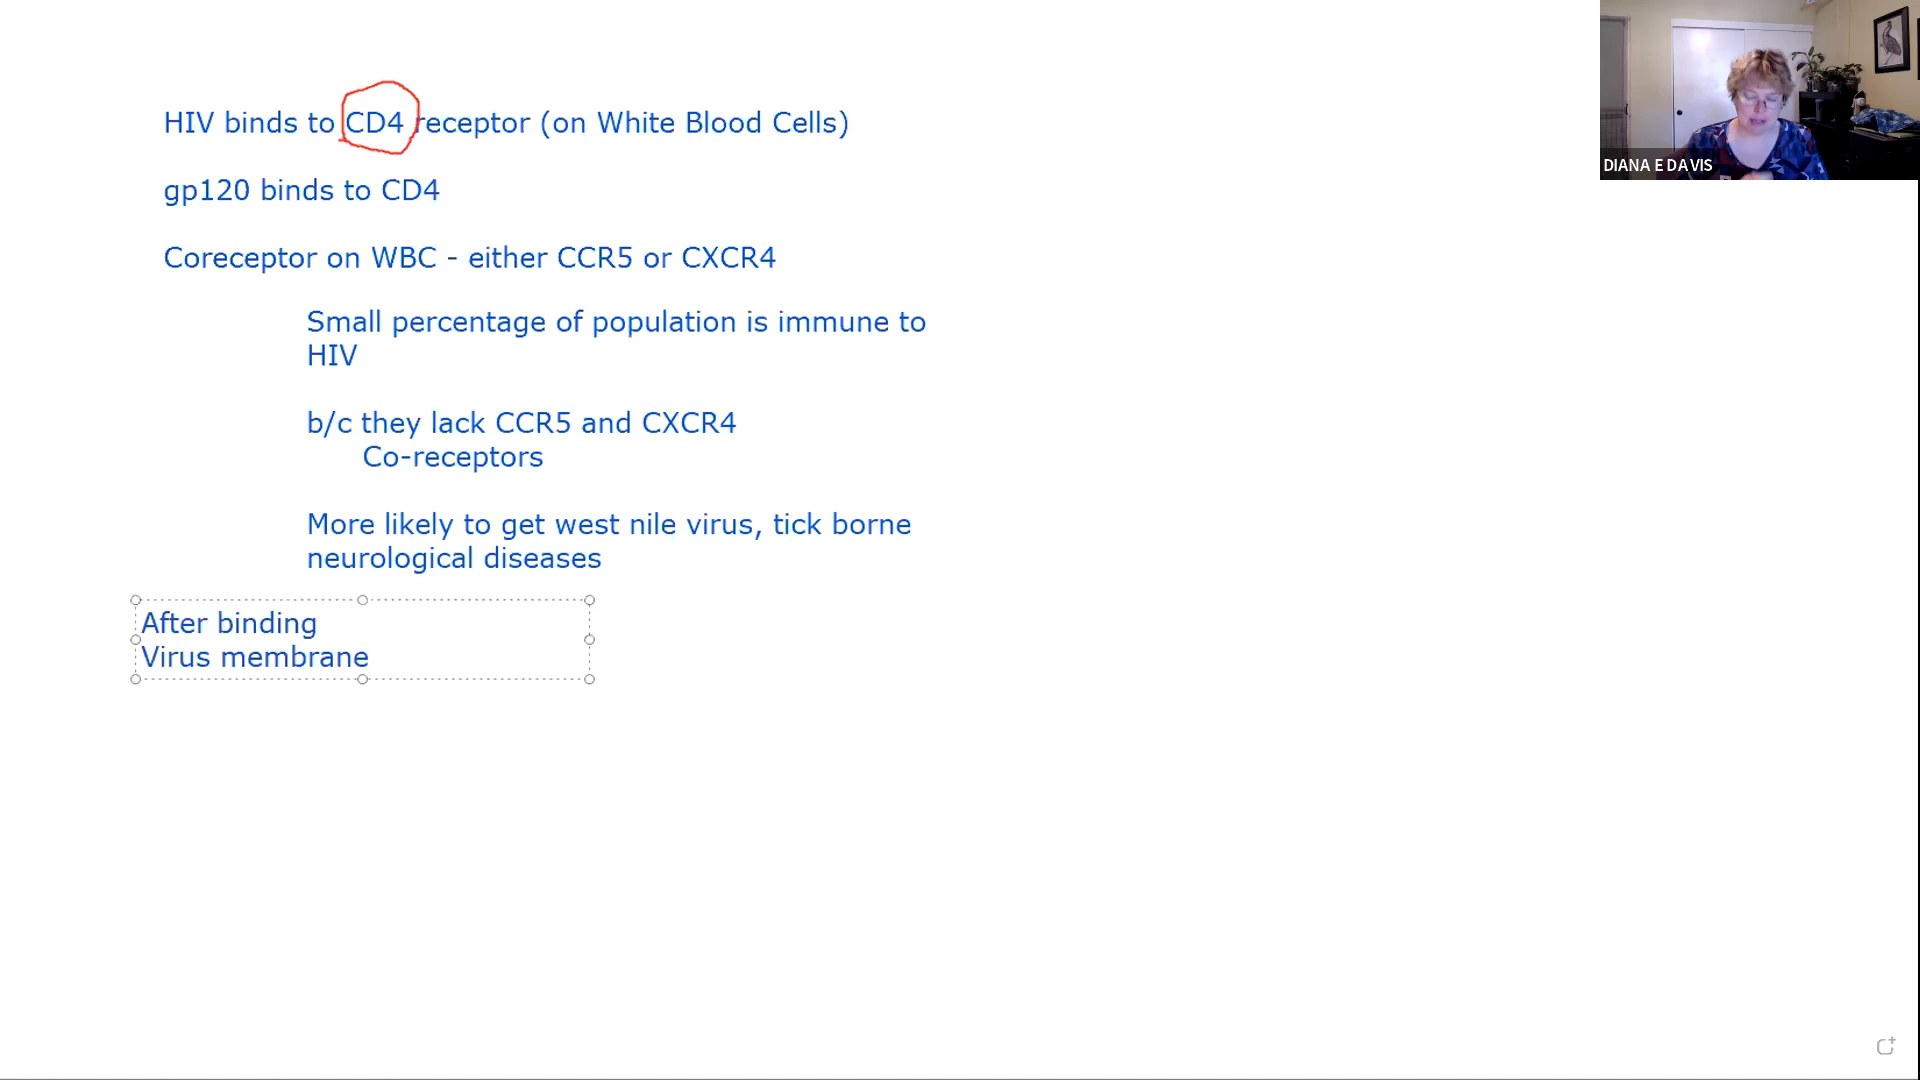 HIV binds to CD4 receptor (on White Blood Cells)
gp120 binds to CD4
Coreceptor on WBC - either CCR5 or CXCR4
Small percentage of population is immune to
HIV
b/c they lack CCR5 and CXCR4
Co-receptors
More likely to get west nile virus, tick borne
neurological diseases
After binding
Virus membrane
DIANA E DAVIS